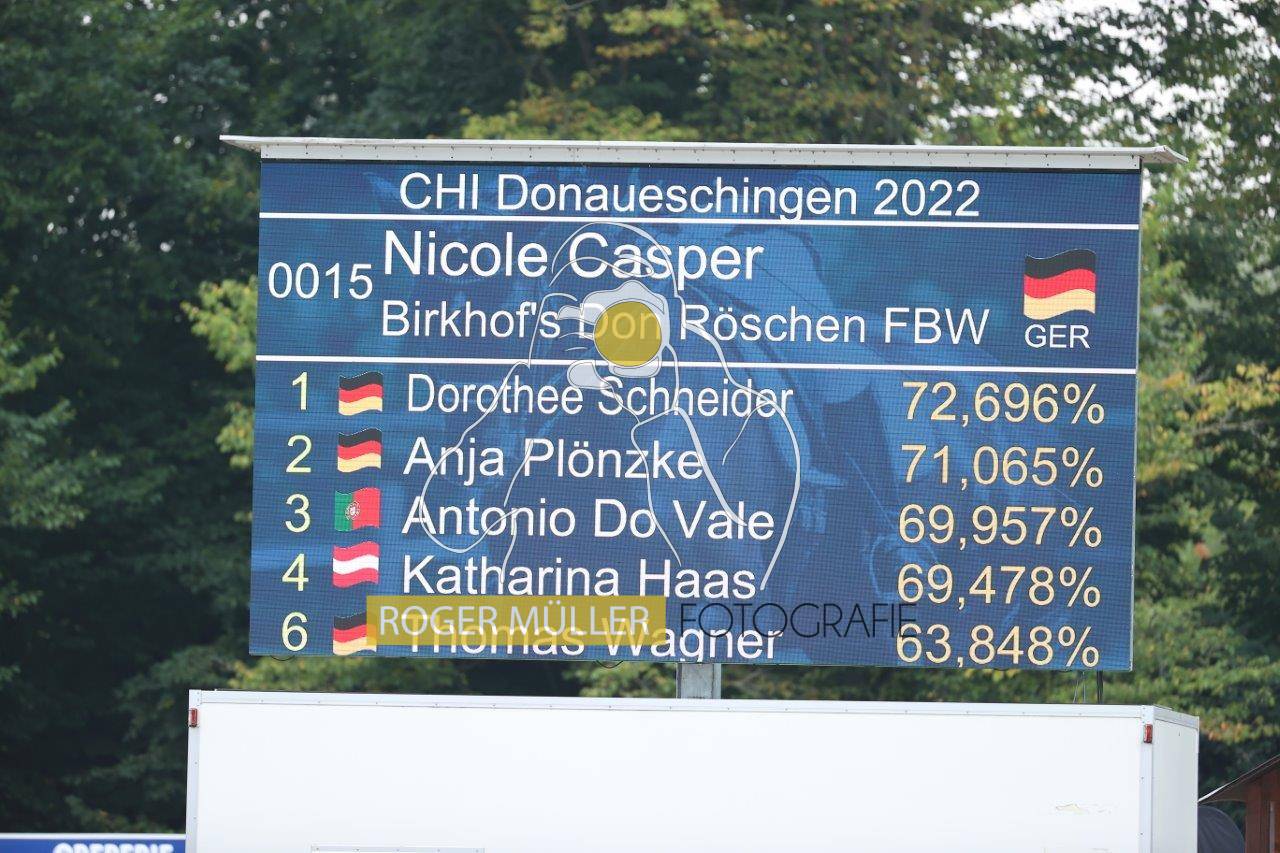 CHI Donaueschingen 2022
0015 Nicole Casper
Birkhof's Don Röschen FBW
GER
1 Dorothee Schneider 72,696%
2 Anja Plönzke 71,065%
3 Antonio Do Vale 69,957%
4 Katharina Haas 69,478%
6 Thomas Wagner 63,848%
ROGER MÜLLER FOTOGRAFIE